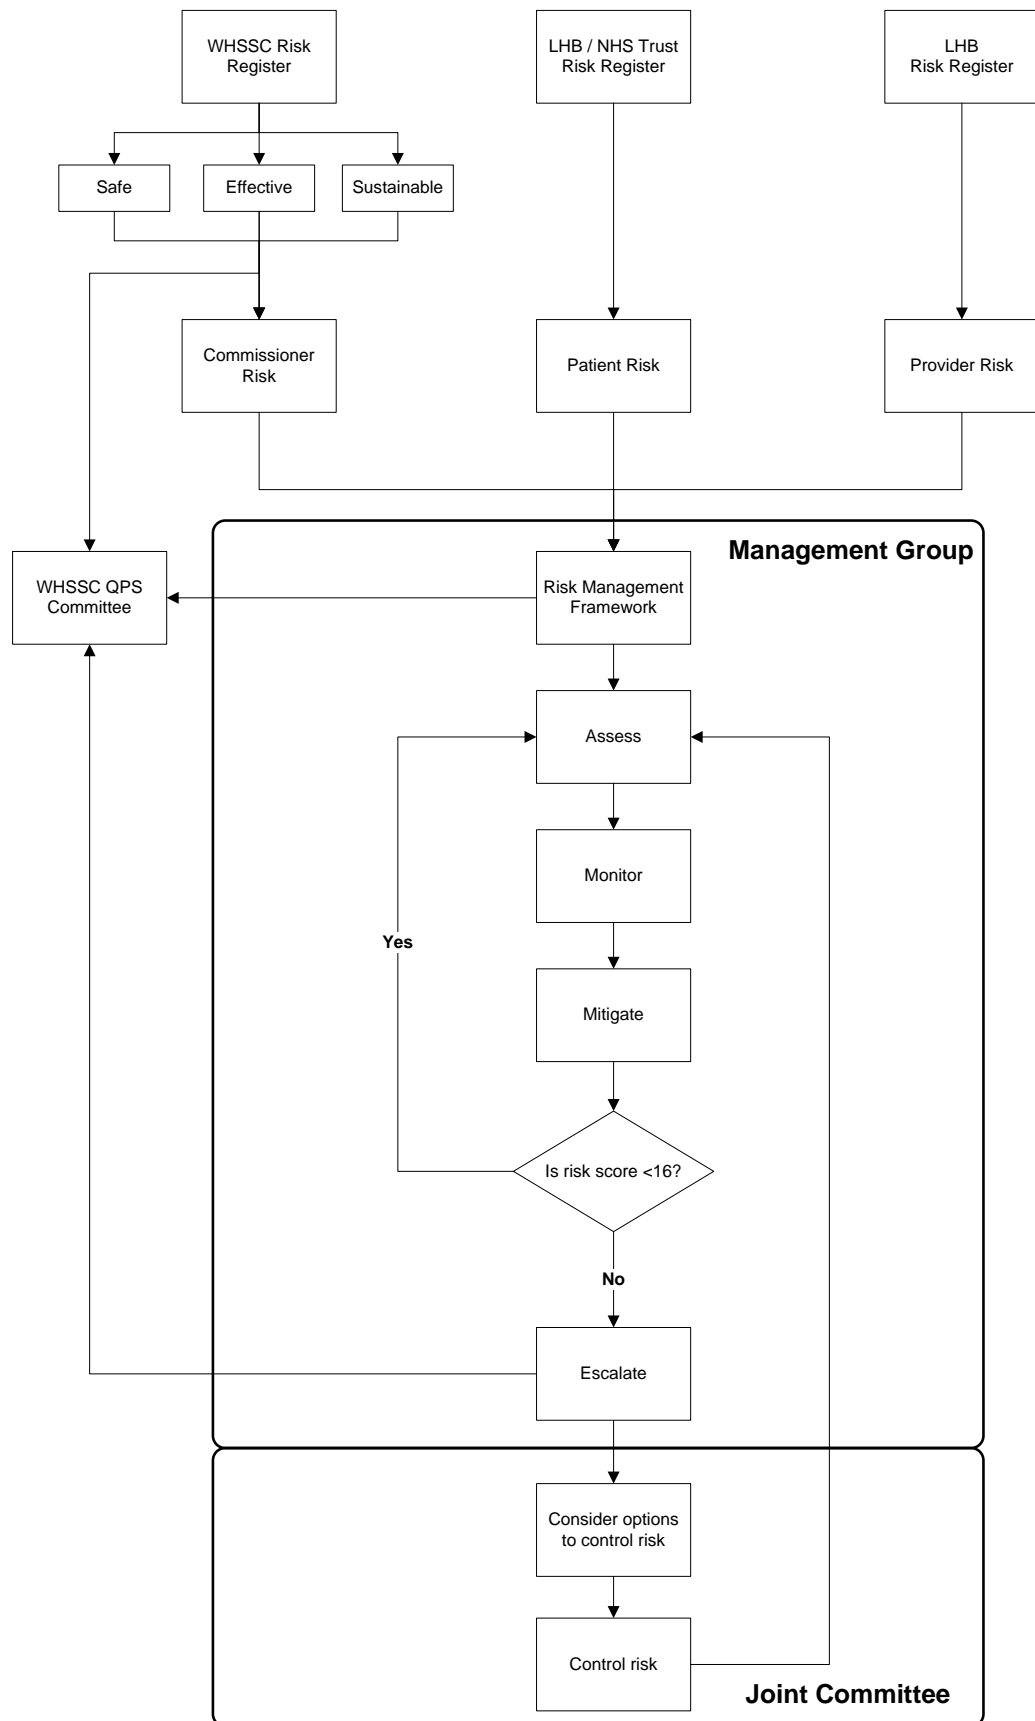 WHSSC Risk
Register
LHB / NHS Trust
Risk Register
LHB
Risk Register
Safe
Effective
Sustainable
Commissioner
Risk
Patient Risk
Provider Risk
Management Group
WHSSC QPS
Committee
Risk Management
Framework
Assess
Monitor
Yes
Mitigate
Is risk score <16?
No
Escalate
Consider options
to control risk
Control risk
Joint Committee